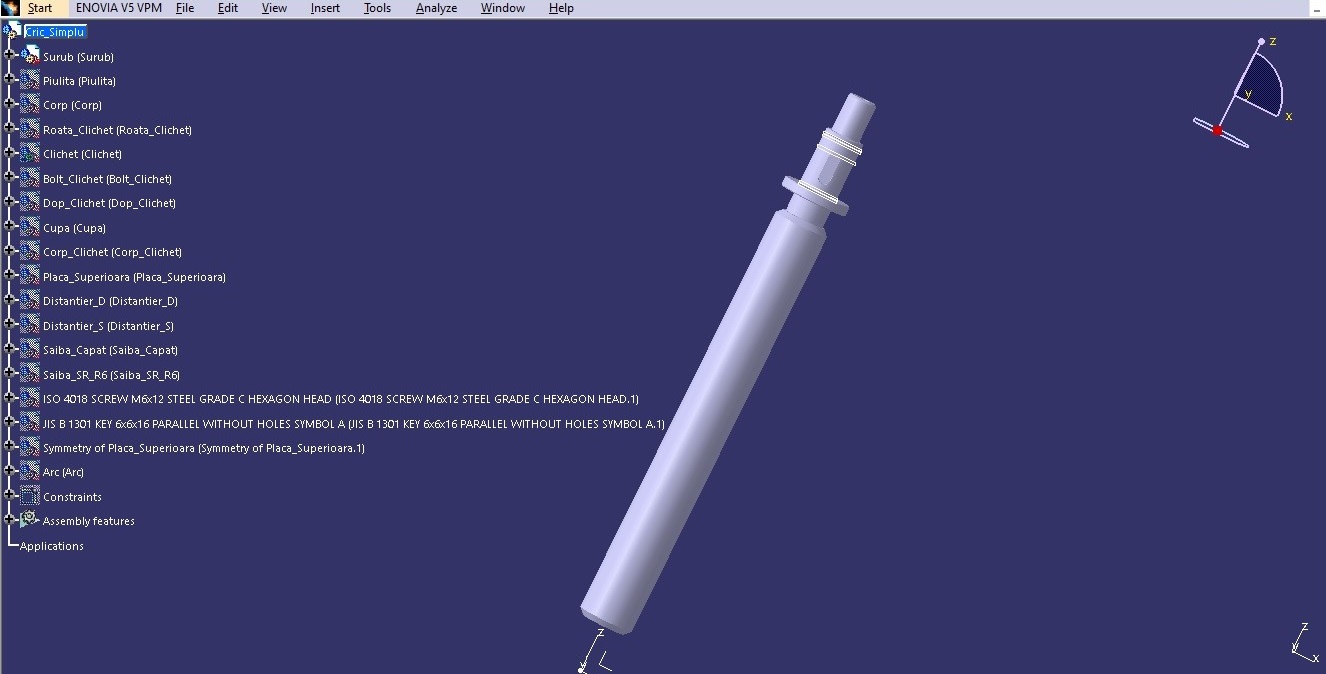 Start ENOVIA V5 VPM File Edit View Insert Tools Analyze Window Help
Cric_Simplu
Surub (Surub)
Piulita (Piulita)
Corp (Corp)
Roata_Clichet (Roata_Clichet)
Clichet (Clichet)
Bolt_Clichet (Bolt_Clichet)
Dop_Clichet (Dop_Clichet)
Cupa (Cupa)
Corp_Clichet (Corp_Clichet)
Placa_Superioara (Placa_Superioara)
Distantier_D (Distantier_D)
Distantier_S (Distantier_S)
Saiba_Capat (Saiba_Capat)
Saiba_SR_R6 (Saiba_SR_R6)
ISO 4018 SCREW M6x12 STEEL GRADE C HEXAGON HEAD (ISO 4018 SCREW M6x12 STEEL GRADE C HEXAGON HEAD.1)
JIS B 1301 KEY 6x6x16 PARALLEL WITHOUT HOLES SYMBOL A (JIS B 1301 KEY 6x6x16 PARALLEL WITHOUT HOLES SYMBOL A.1)
Symmetry of Placa_Superioara (Symmetry of Placa_Superioara.1)
Arc (Arc)
Constraints
Assembly features
Applications
z
y
x
z
y
z
y
x